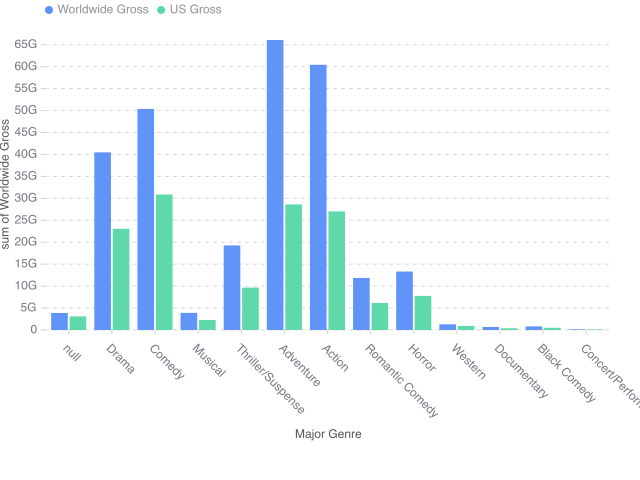 Worldwide Gross US Gross
65G
60G
55G
50G
45G
40G
35G
30G
25G
20G
15G
10G
5G
0
sum of Worldwide Gross
null
Drama
Comedy
Musical
Thriller/Suspense
Adventure
Action
Romantic Comedy
Horror
Western
Documentary
Black Comedy
Concert/Perfor
Major Genre